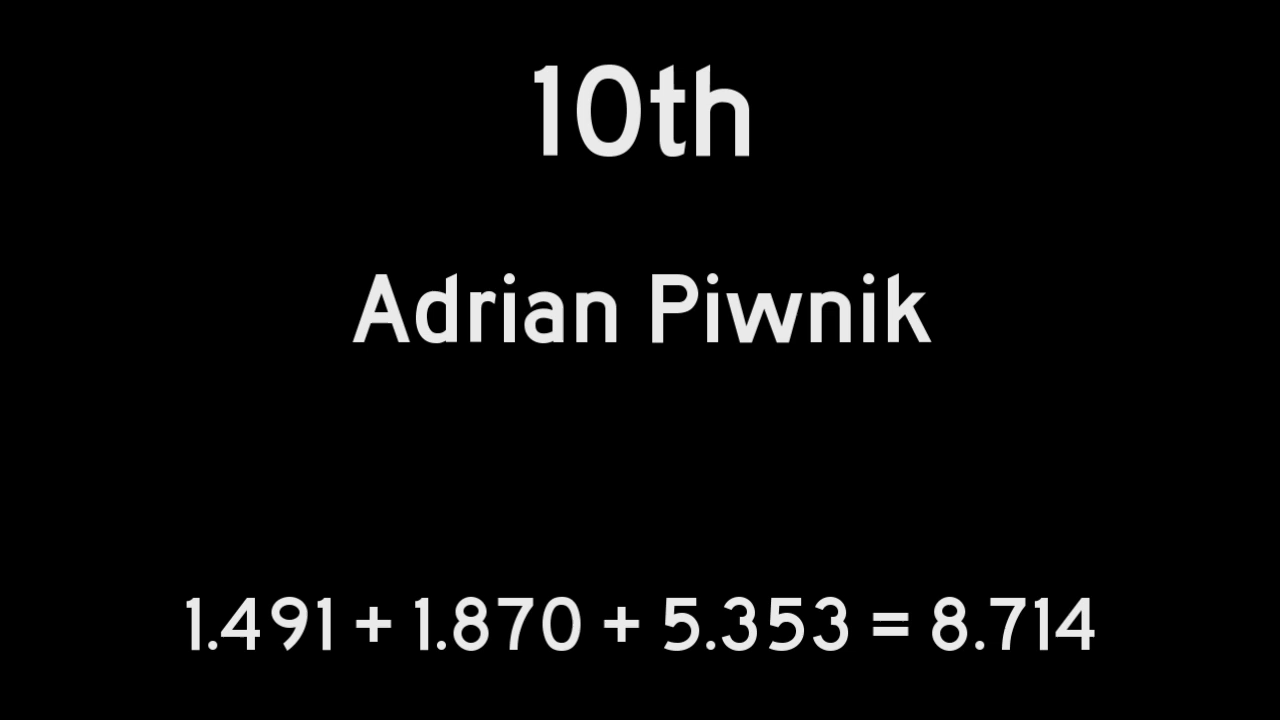 10th
Adrian Piwnik
1.491 + 1.870 + 5.353 = 8.714